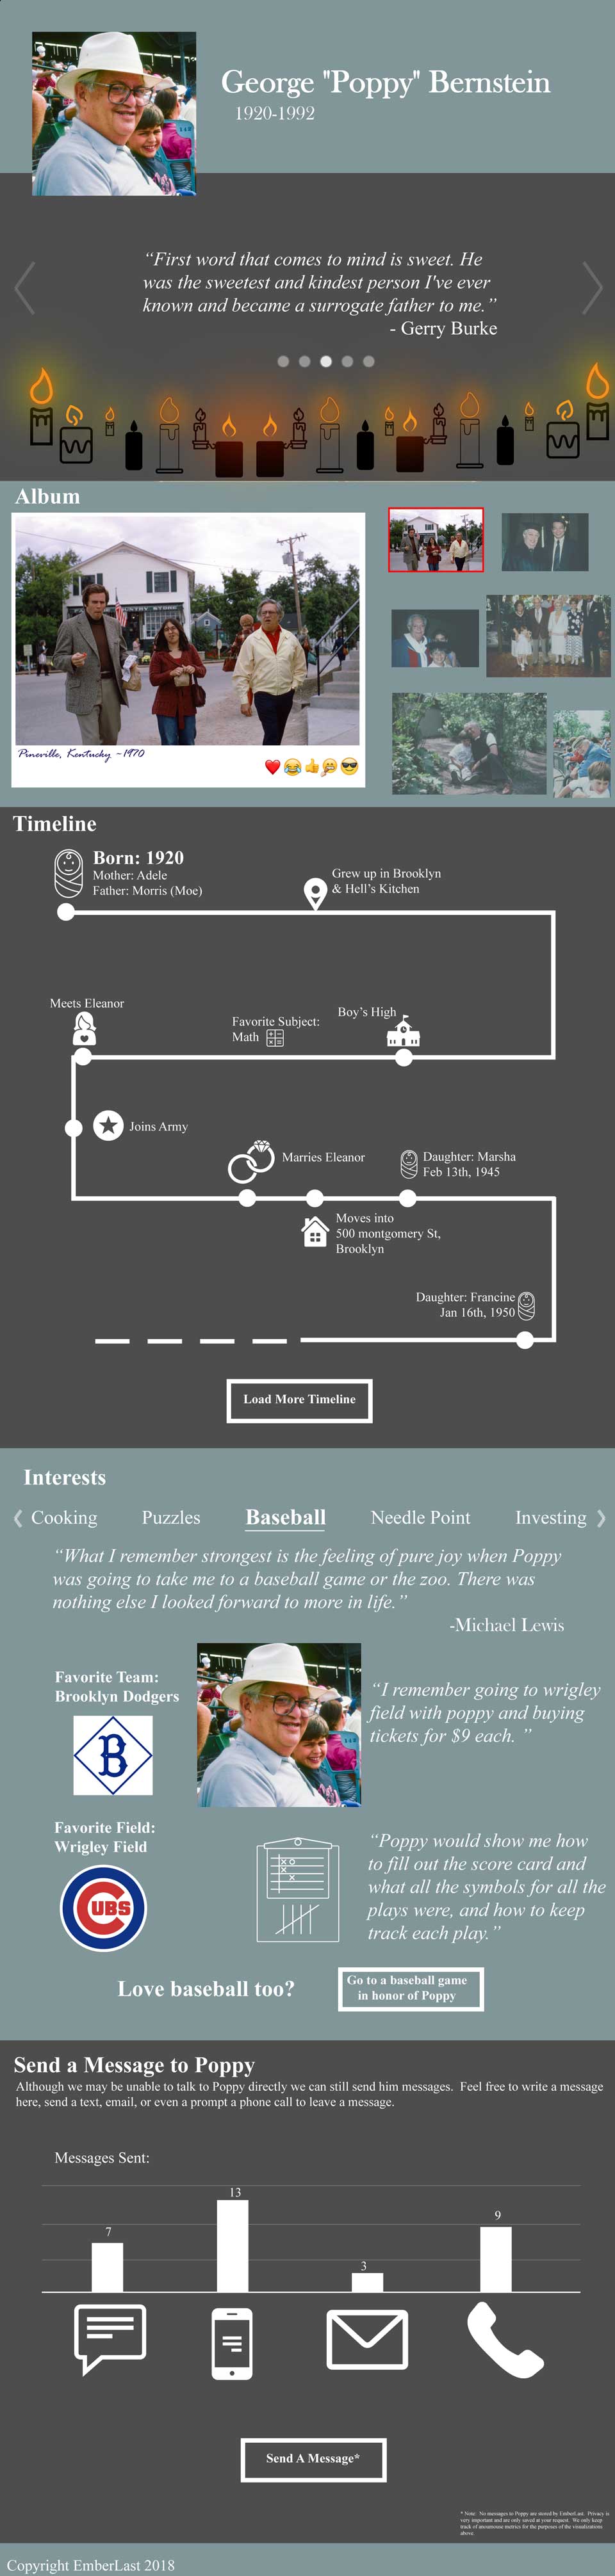 George "Poppy" Bernstein
1920-1992
“First word that comes to mind is sweet. He
was the sweetest and kindest person I've ever
known and became a surrogate father to me.”
- Gerry Burke
Album
Pineville, Kentucky ~1970
Timeline
Born: 1920
Mother: Adele
Father: Morris (Moe)
Grew up in Brooklyn
& Hell’s Kitchen
Meets Eleanor
Favorite Subject:
Math
Boy’s High
Joins Army
Marries Eleanor
Daughter: Marsha
Feb 13th, 1945
Moves into
500 montgomery St,
Brooklyn
Daughter: Francine
Jan 16th, 1950
Load More Timeline
Interests
Cooking Puzzles Baseball Needle Point Investing
“What I remember strongest is the feeling of pure joy when Poppy
was going to take me to a baseball game or the zoo. There was
nothing else I looked forward to more in life.”
-Michael Lewis
Favorite Team:
Brooklyn Dodgers
B
“I remember going to wrigley
field with poppy and buying
tickets for $9 each. ”
Favorite Field:
Wrigley Field
CUBS
“Poppy would show me how
to fill out the score card and
what all the symbols for all the
plays were, and how to keep
track each play.”
Love baseball too?
Go to a baseball game
in honor of Poppy
Send a Message to Poppy
Although we may be unable to talk to Poppy directly we can still send him messages.  Feel free to write a message
here, send a text, email, or even a prompt a phone call to leave a message.
Messages Sent:
7
13
3
9
Send A Message*
* Note:  No messages to Poppy are stored by EmberLast.  Privacy is
very important and are only saved at your request.  We only keep
track of anounmous metrics for the purposes of the visualizations
above.
Copyright EmberLast 2018